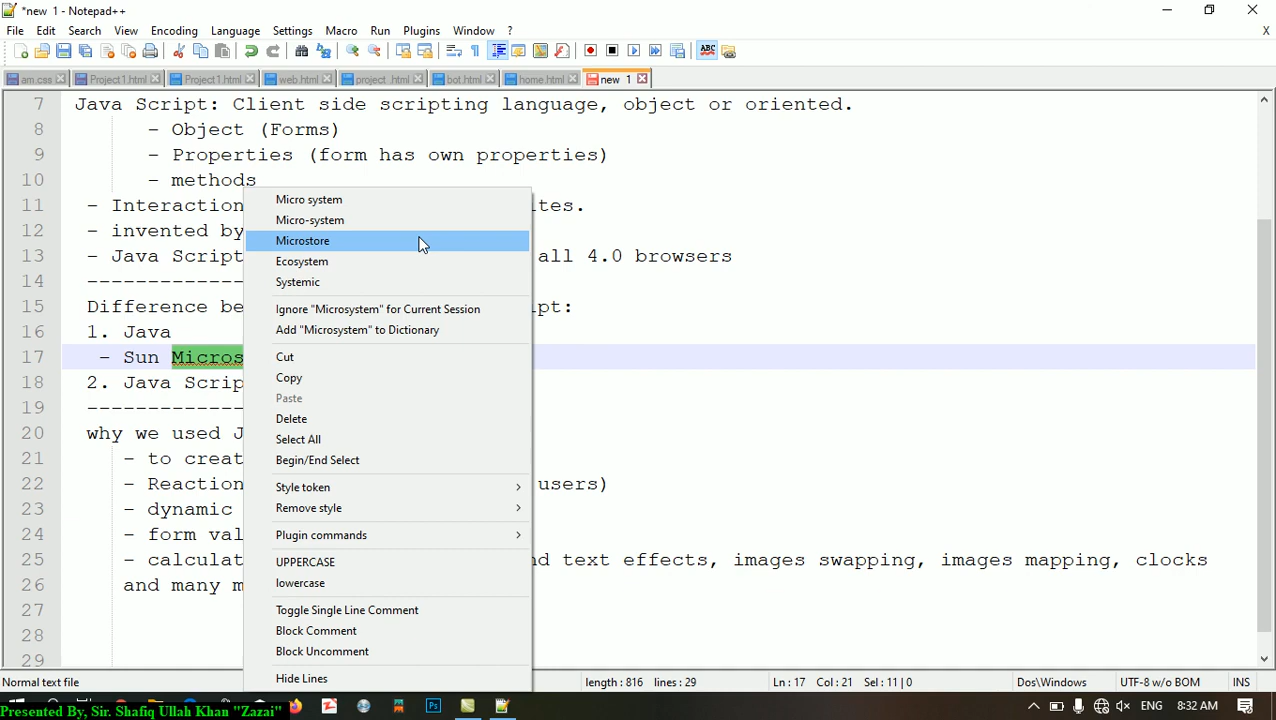 *new 1 - Notepad++
File Edit Search View Encoding Language Settings Macro Run Plugins Window ?
X
ABC
am.css Project1.html Project1.html web.html project .html bot.html home.html new 1
7 Java Script: Client side scripting language, object or oriented.
8 - Object (Forms)
9 - Properties (form has own properties)
10 - methods
11 - Interaction ites.
12 - invented by
13 - Java Script all 4.0 browsers
14 -------------
15 Difference be ipt:
16 1. Java
17 - Sun Micros
18 2. Java Scrip
19 -------------
20 why we used J
21 - to creat
22 - Reaction users)
23 - dynamic
24 - form val
25 - calculat nd text effects, images swapping, images mapping, clocks
26 and many m
27
28
29
Micro system
Micro-system
Microstore
Ecosystem
Systemic
Ignore "Microsystem" for Current Session
Add "Microsystem" to Dictionary
Cut
Copy
Paste
Delete
Select All
Begin/End Select
Style token
Remove style
Plugin commands
UPPERCASE
lowercase
Toggle Single Line Comment
Block Comment
Block Uncomment
Hide Lines
Normal text file length : 816 lines : 29 Ln : 17 Col : 21 Sel : 11 | 0 Dos\Windows UTF-8 w/o BOM INS
Ps ENG 8:32 AM
Presented By, Sir. Shafiq Ullah Khan "Zazai"